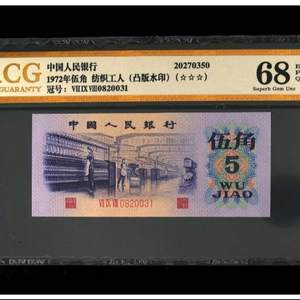 CG
GUARANTY
中国人民银行 20270350
1972年伍角 纺织工人（凸版水印）（☆☆☆）
冠号：VII IX VIII 0820031
68
Superb Gem Unc
中国人民银行
伍角
5
WU
JIAO
VII IX VIII 0820031